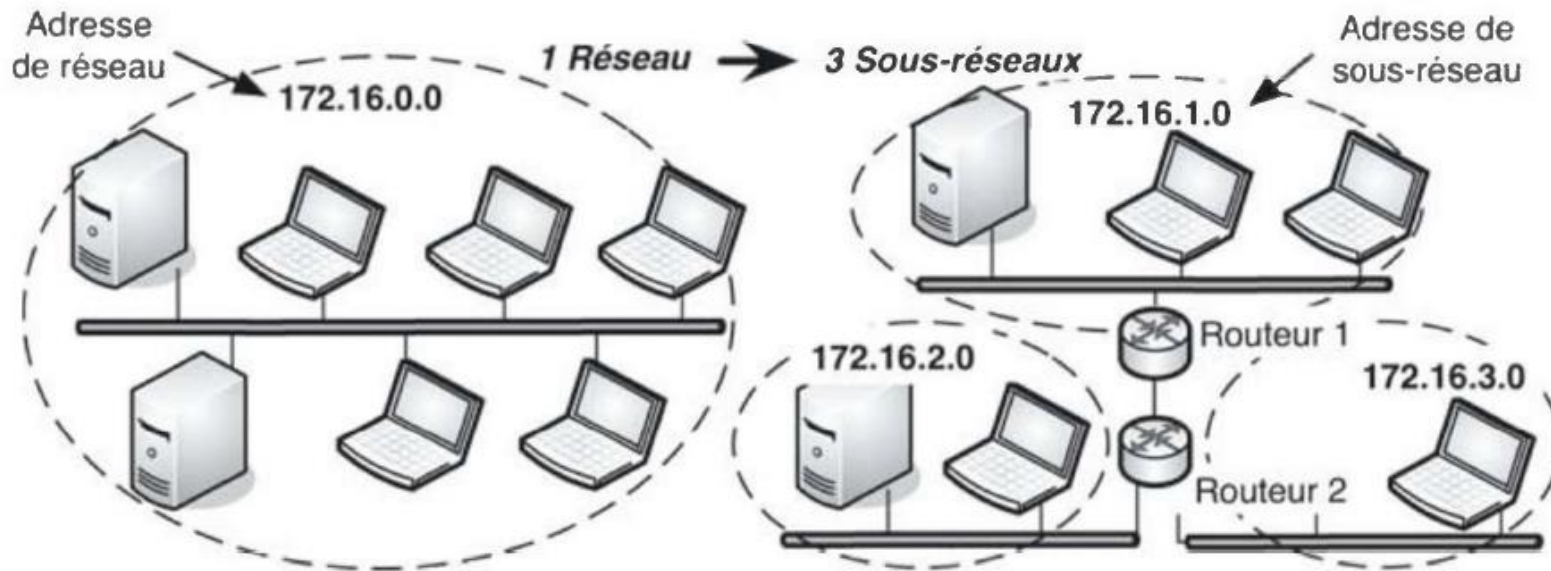 Adresse
de réseau
1 Réseau
3 Sous-réseaux
Adresse de
sous-réseau
172.16.0.0
172.16.1.0
Routeur 1
172.16.2.0
172.16.3.0
Routeur 2